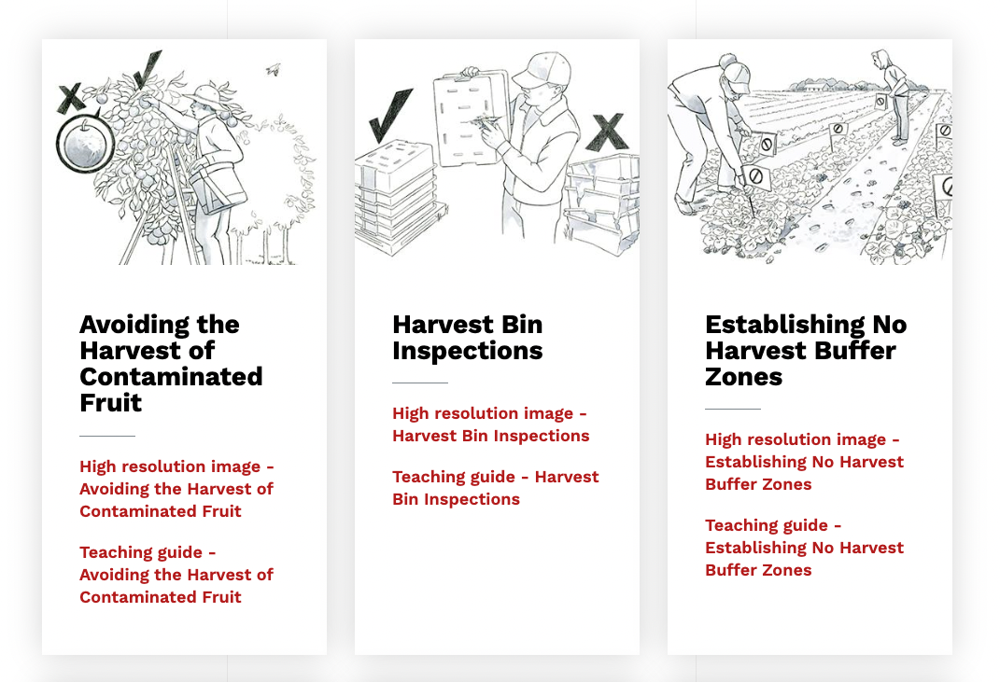 Avoiding the
Harvest of
Contaminated
Fruit
High resolution image -
Avoiding the Harvest of
Contaminated Fruit
Teaching guide -
Avoiding the Harvest of
Contaminated Fruit
Harvest Bin
Inspections
High resolution image -
Harvest Bin Inspections
Teaching guide - Harvest
Bin Inspections
Establishing No
Harvest Buffer
Zones
High resolution image -
Establishing No Harvest
Buffer Zones
Teaching guide -
Establishing No Harvest
Buffer Zones